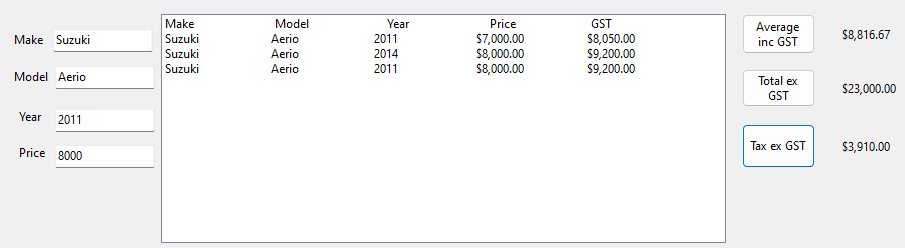 Make Suzuki
Model Aerio
Year 2011
Price 8000
Make Model Year Price GST
Suzuki Aerio 2011 $7,000.00 $8,050.00
Suzuki Aerio 2014 $8,000.00 $9,200.00
Suzuki Aerio 2011 $8,000.00 $9,200.00
Average
inc GST
$8,816.67
Total ex
GST
$23,000.00
Tax ex GST $3,910.00